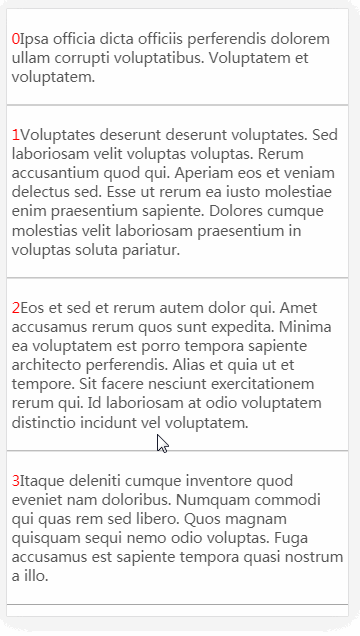 0Ipsa officia dicta officiis perferendis dolorem
ullam corrupti voluptatibus. Voluptatem et
voluptatem.
1Voluptates deserunt deserunt voluptates. Sed
laboriosam velit voluptas voluptas. Rerum
accusantium quod qui. Aperiam eos et veniam
delectus sed. Esse ut rerum ea iusto molestiae
enim praesentium sapiente. Dolores cumque
molestias velit laboriosam praesentium in
voluptas soluta pariatur.
2Eos et sed et rerum autem dolor qui. Amet
accusamus rerum quos sunt expedita. Minima
ea voluptatem est porro tempora sapiente
architecto perferendis. Alias et quia ut et
tempore. Sit facere nesciunt exercitationem
rerum qui. Id laboriosam at odio voluptatem
distinctio incidunt vel voluptatem.
3Itaque deleniti cumque inventore quod
eveniet nam doloribus. Numquam commodi
qui quas rem sed libero. Quos magnam
quisquam sequi nemo odio voluptas. Fuga
accusamus est sapiente tempora quasi nostrum
a illo.